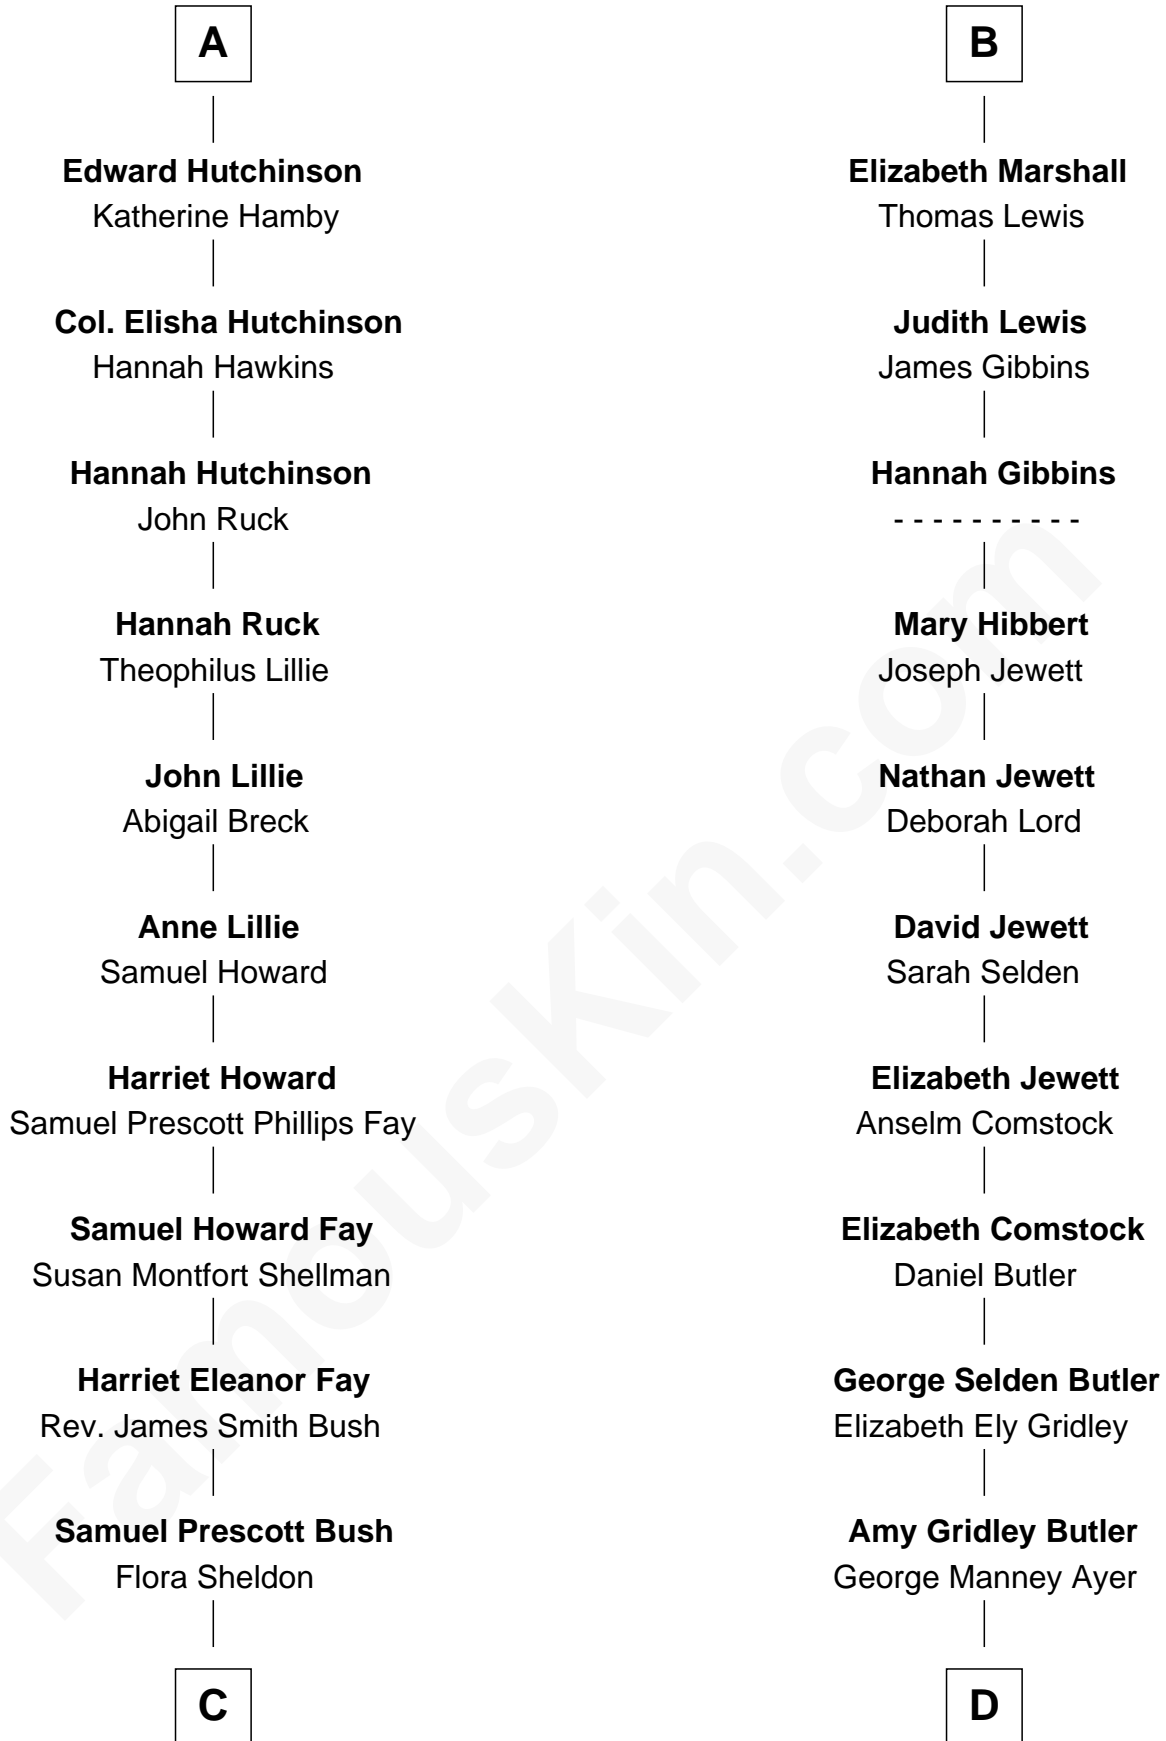 A
Edward Hutchinson
Katherine Hamby
Col. Elisha Hutchinson
Hannah Hawkins
Hannah Hutchinson
John Ruck
Hannah Ruck
Theophilus Lillie
John Lillie
Abigail Breck
Anne Lillie
Samuel Howard
Harriet Howard
Samuel Prescott Phillips Fay
Samuel Howard Fay
Susan Montfort Shellman
Harriet Eleanor Fay
Rev. James Smith Bush
Samuel Prescott Bush
Flora Sheldon
C
B
Elizabeth Marshall
Thomas Lewis
Judith Lewis
James Gibbins
Hannah Gibbins
- - - - - - - - - -
Mary Hibbert
Joseph Jewett
Nathan Jewett
Deborah Lord
David Jewett
Sarah Selden
Elizabeth Jewett
Anselm Comstock
Elizabeth Comstock
Daniel Butler
George Selden Butler
Elizabeth Ely Gridley
Amy Gridley Butler
George Manney Ayer
D
FamousKin.com